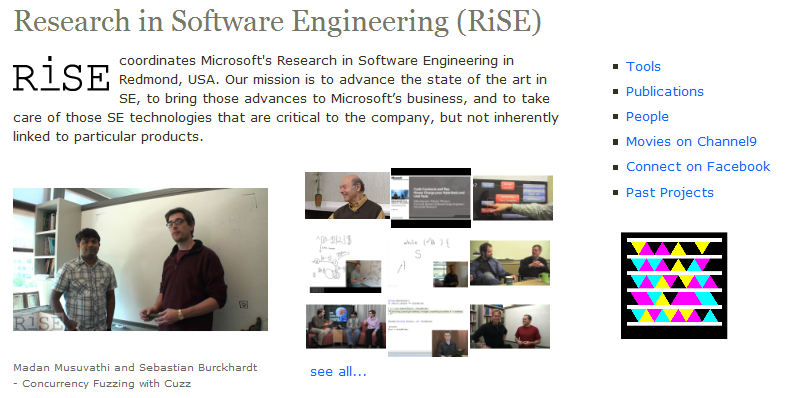 Research in Software Engineering (RiSE)
RiSE
coordinates Microsoft's Research in Software Engineering in
Redmond, USA. Our mission is to advance the state of the art in
SE, to bring those advances to Microsoft’s business, and to take
care of those SE technologies that are critical to the company, but not inherently
linked to particular products.
Tools
Publications
People
Movies on Channel9
Connect on Facebook
Past Projects
RiSE
while
S
Madan Musuvathi and Sebastian Burckhardt
- Concurrency Fuzzing with Cuzz
see all...